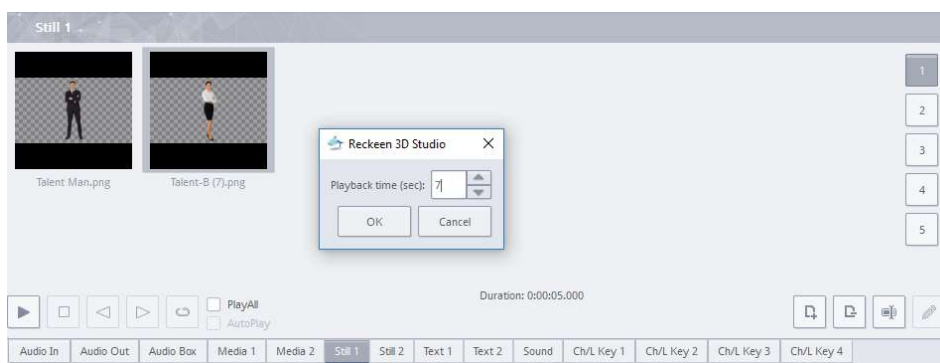 Still 1
1
2
3
4
5
Reckeen 3D Studio
Playback time (sec): 7
OK Cancel
Talent Man.png Talent-B (7).png
Duration: 0:00:05.000
PlayAll
AutoPlay
Audio In Audio Out Audio Box Media 1 Media 2 Still 1 Still 2 Text 1 Text 2 Sound Ch/L Key 1 Ch/L Key 2 Ch/L Key 3 Ch/L Key 4